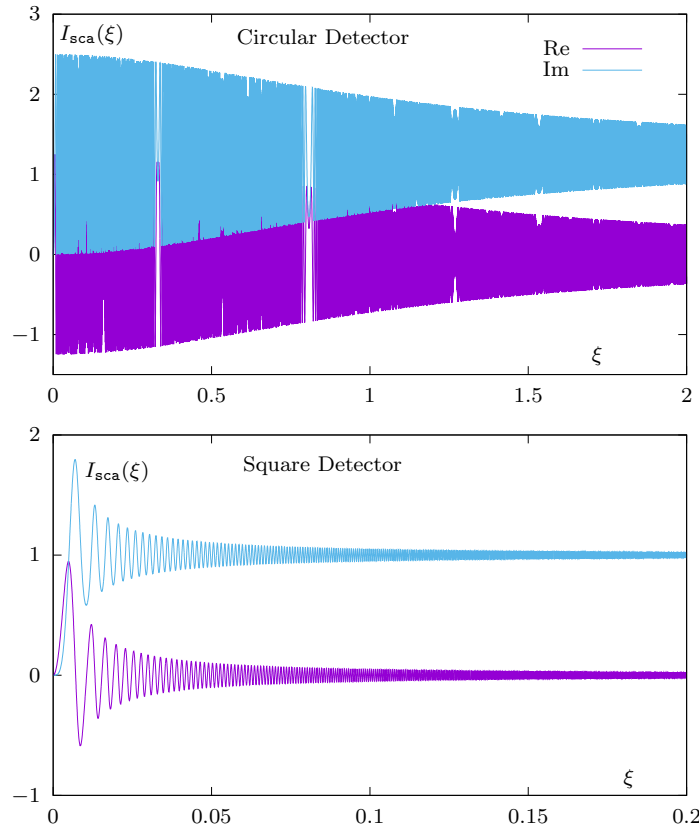 3
I_sca(ξ)
Circular Detector
Re
Im
2
1
0
−1
ξ
0 0.5 1 1.5 2
2
I_sca(ξ)
Square Detector
1
0
ξ
−1
0 0.05 0.1 0.15 0.2